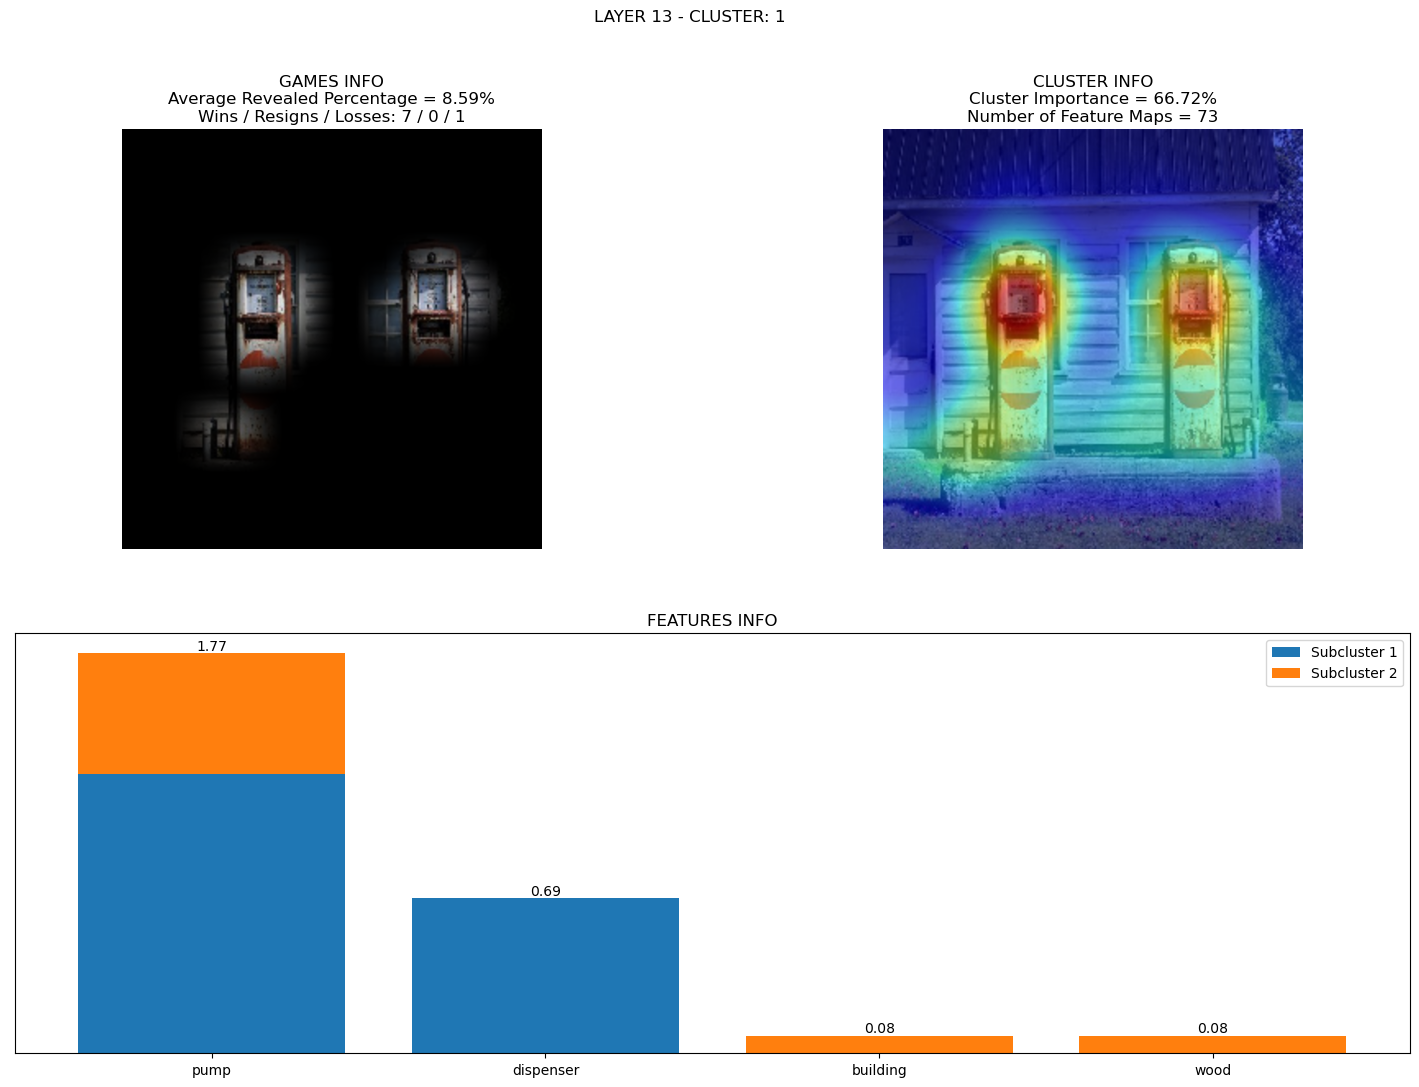 LAYER 13 - CLUSTER: 1
GAMES INFO
Average Revealed Percentage = 8.59%
Wins / Resigns / Losses: 7 / 0 / 1
CLUSTER INFO
Cluster Importance = 66.72%
Number of Feature Maps = 73
FEATURES INFO
Subcluster 1
Subcluster 2
1.77
0.69
0.08
0.08
pump
dispenser
building
wood